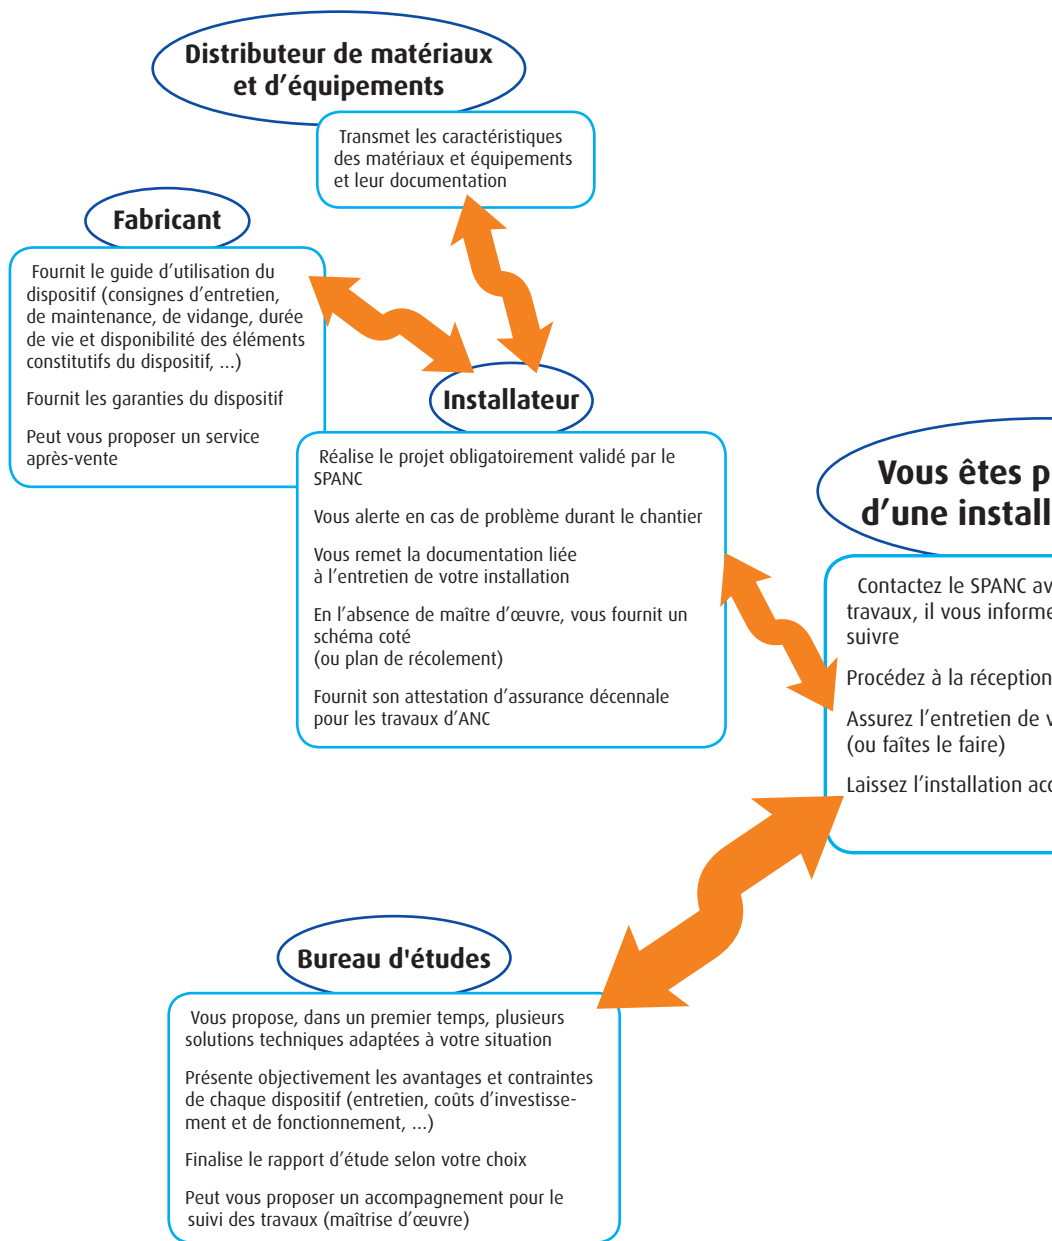 Distributeur de matériaux
et d'équipements
Transmet les caractéristiques
des matériaux et équipements
et leur documentation
Fabricant
Fournit le guide d'utilisation du
dispositif (consignes d'entretien,
de maintenance, de vidange, durée
de vie et disponibilité des éléments
constitutifs du dispositif, ...)
Fournit les garanties du dispositif
Peut vous proposer un service
après-vente
Installateur
Réalise le projet obligatoirement validé par le
SPANC
Vous alerte en cas de problème durant le chantier
Vous remet la documentation liée
à l'entretien de votre installation
En l'absence de maître d'œuvre, vous fournit un
schéma coté
(ou plan de récolement)
Fournit son attestation d'assurance décennale
pour les travaux d'ANC
Vous êtes p
d'une install
Contactez le SPANC av
travaux, il vous informe
suivre
Procédez à la réception
Assurez l'entretien de v
(ou faîtes le faire)
Laissez l'installation acc
Bureau d'études
Vous propose, dans un premier temps, plusieurs
solutions techniques adaptées à votre situation
Présente objectivement les avantages et contraintes
de chaque dispositif (entretien, coûts d'investisse-
ment et de fonctionnement, ...)
Finalise le rapport d'étude selon votre choix
Peut vous proposer un accompagnement pour le
suivi des travaux (maîtrise d'œuvre)